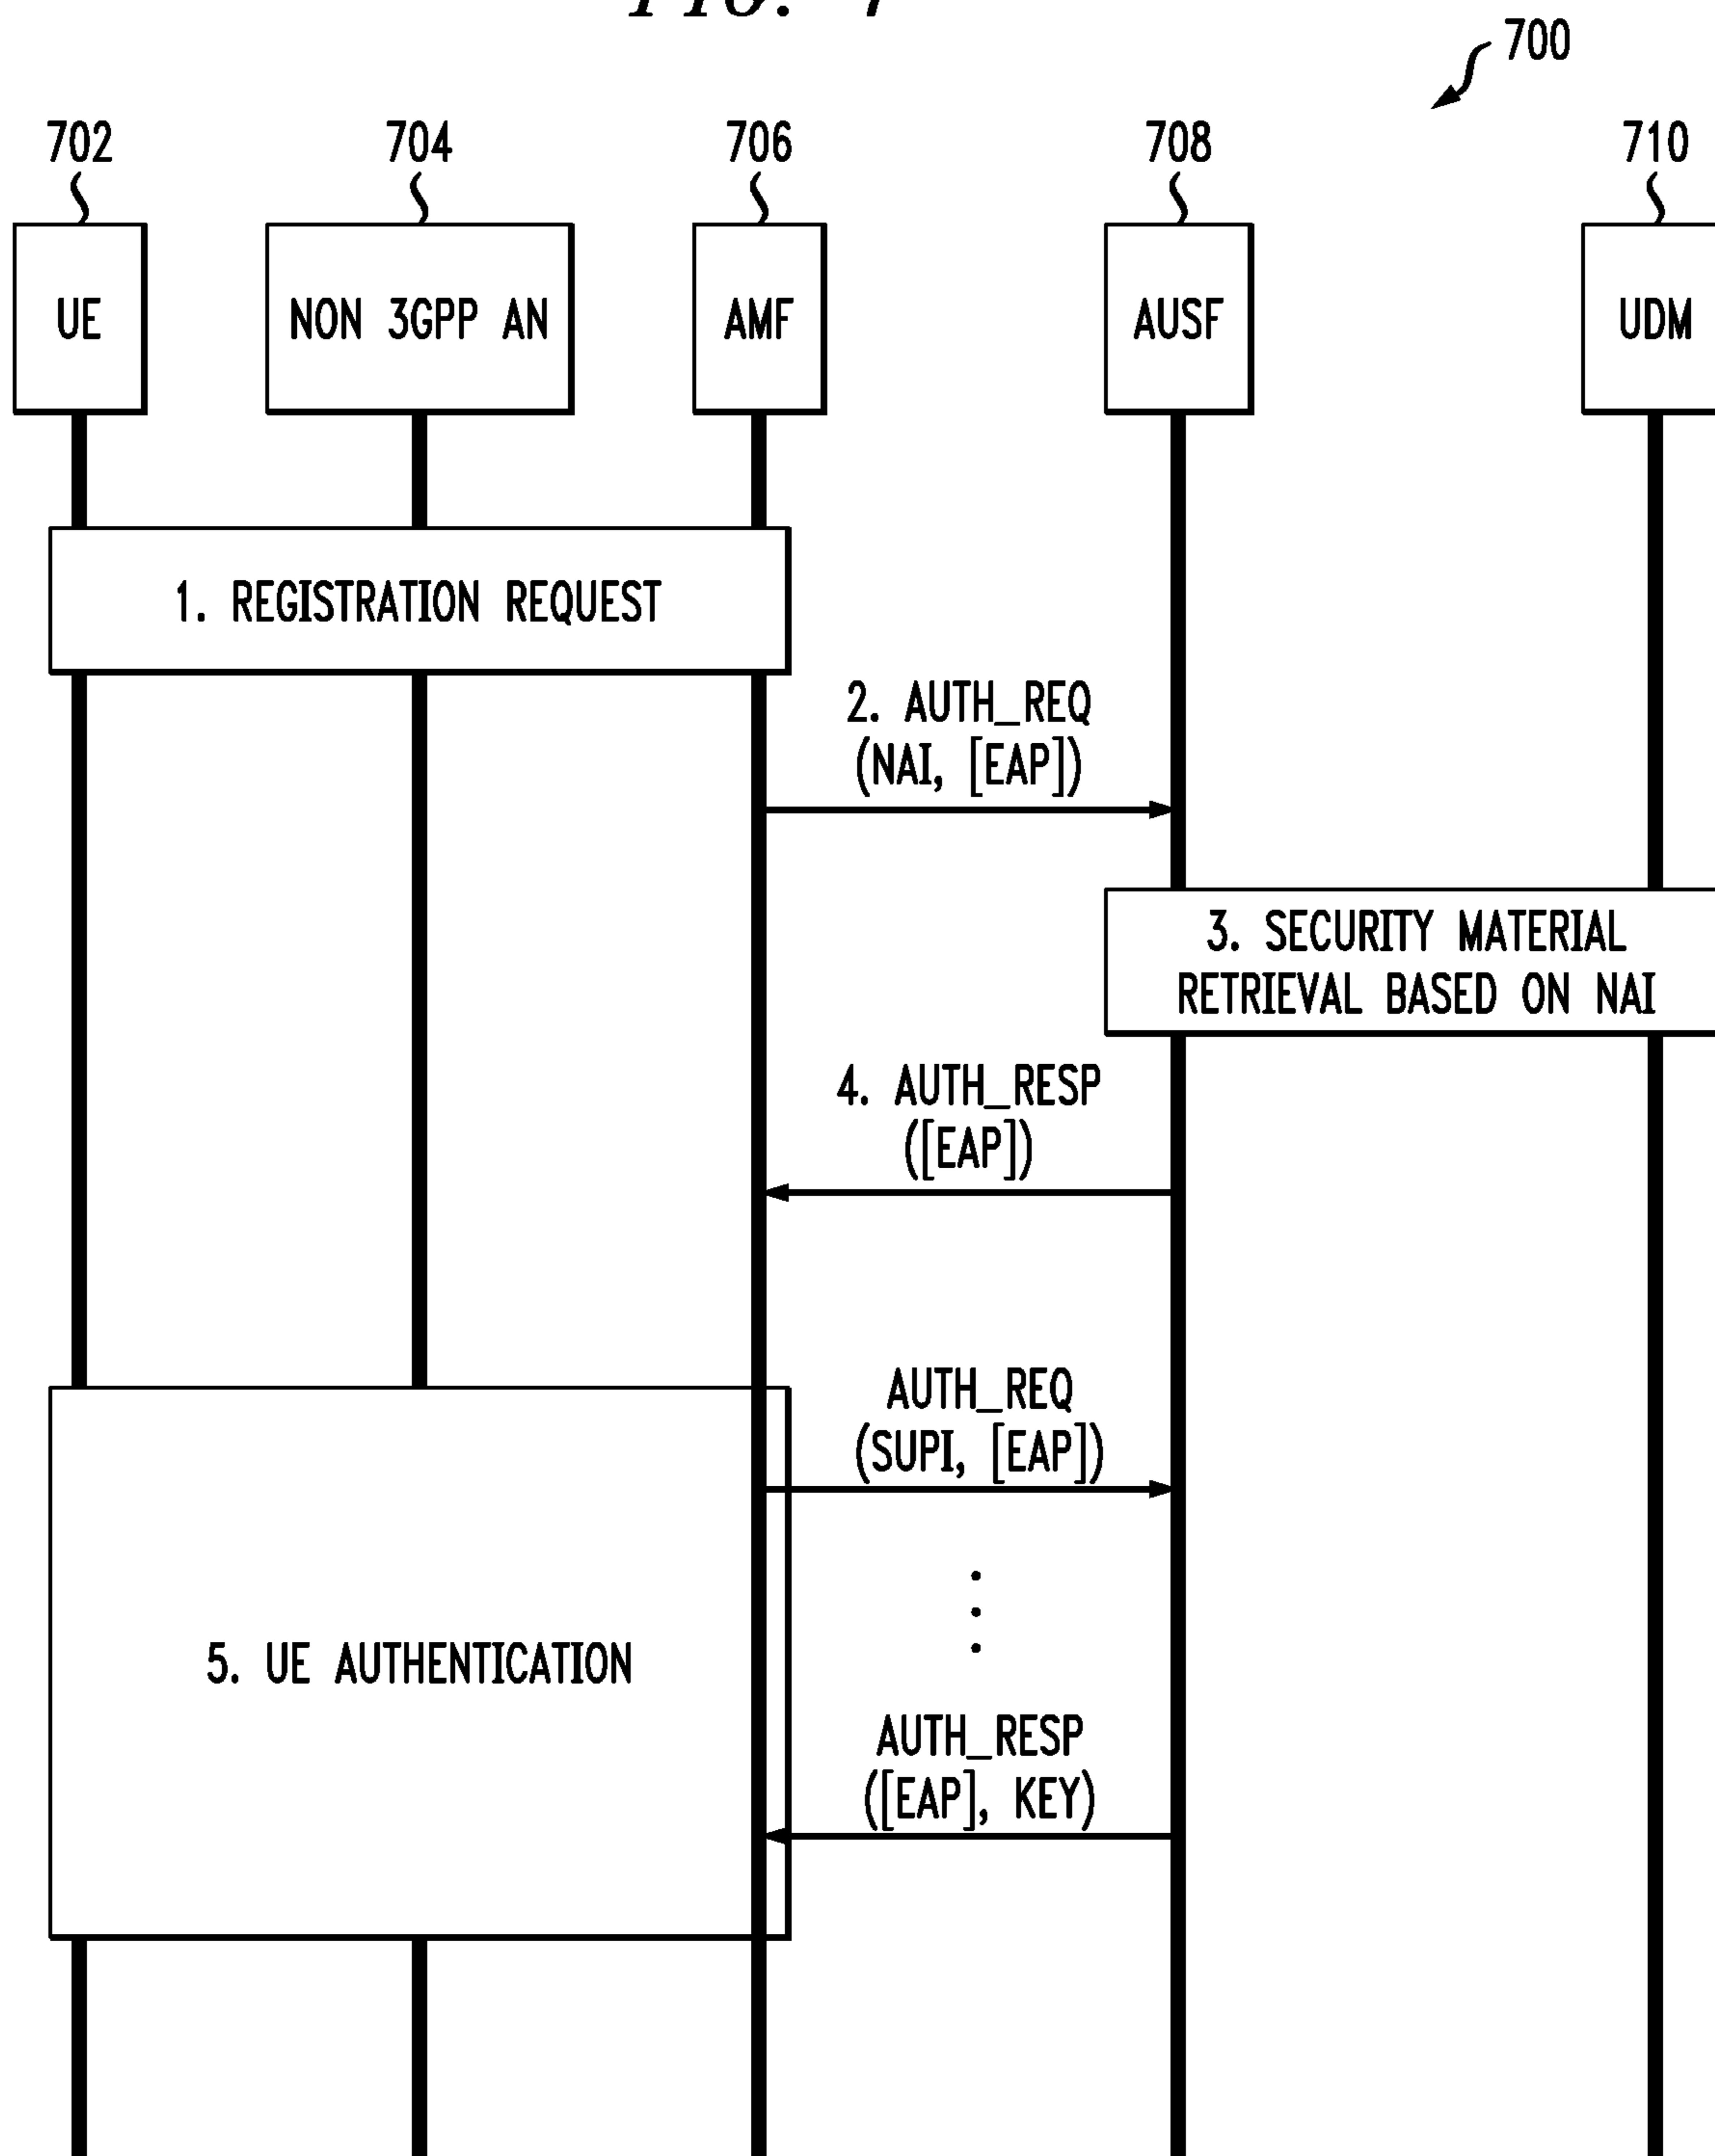 700
702 704 706 708 710
UE NON 3GPP AN AMF AUSF UDM
1. REGISTRATION REQUEST
2. AUTH_REQ
(NAI, [EAP])
3. SECURITY MATERIAL
RETRIEVAL BASED ON NAI
4. AUTH_RESP
([EAP])
AUTH_REQ
(SUPI, [EAP])
5. UE AUTHENTICATION
AUTH_RESP
([EAP], KEY)